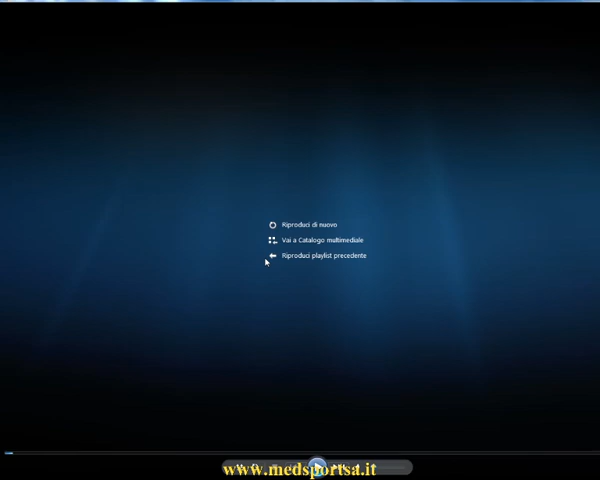 Riproduci di nuovo
Vai a Catalogo multimediale
Riproduci playlist precedente
www.medsportsa.it